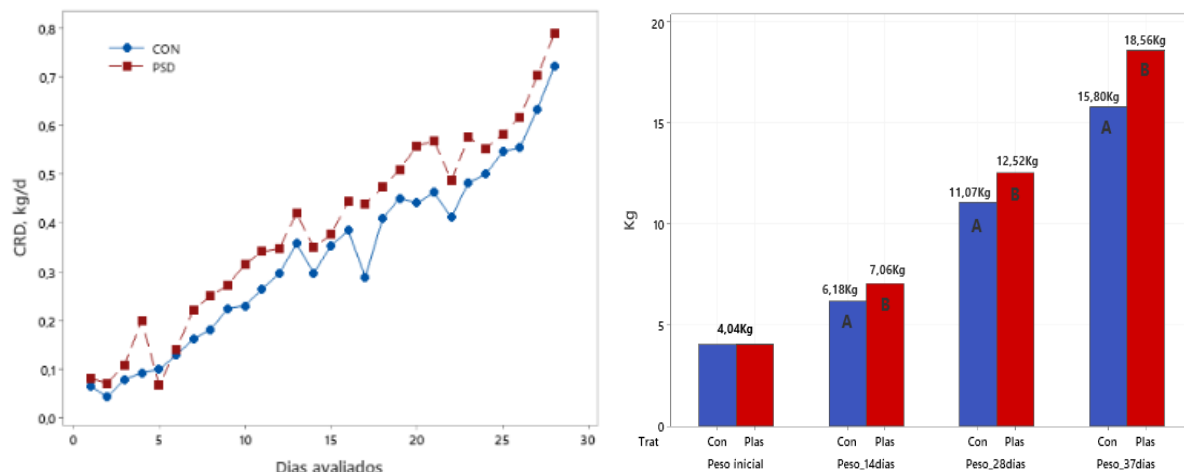 CON
PSD
0,8
0,7
0,6
0,5
0,4
0,3
0,2
0,1
0,0
CRD, kg/d
0 5 10 15 20 25 30
Dias avaliados
20
15
10
5
0
Kg
4,04Kg
6,18Kg
A
7,06Kg
B
11,07Kg
A
12,52Kg
B
15,80Kg
A
18,56Kg
B
Trat Con Plas Con Plas Con Plas Con Plas
Peso inicial Peso_14dias Peso_28dias Peso_37dias